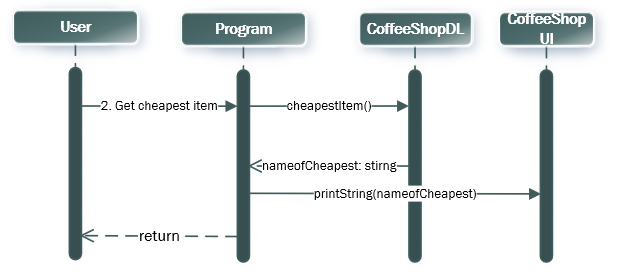 User
Program
CoffeeShopDL
CoffeeShop
UI
2. Get cheapest item
cheapestItem()
nameofCheapest: stirng
printString(nameofCheapest)
return